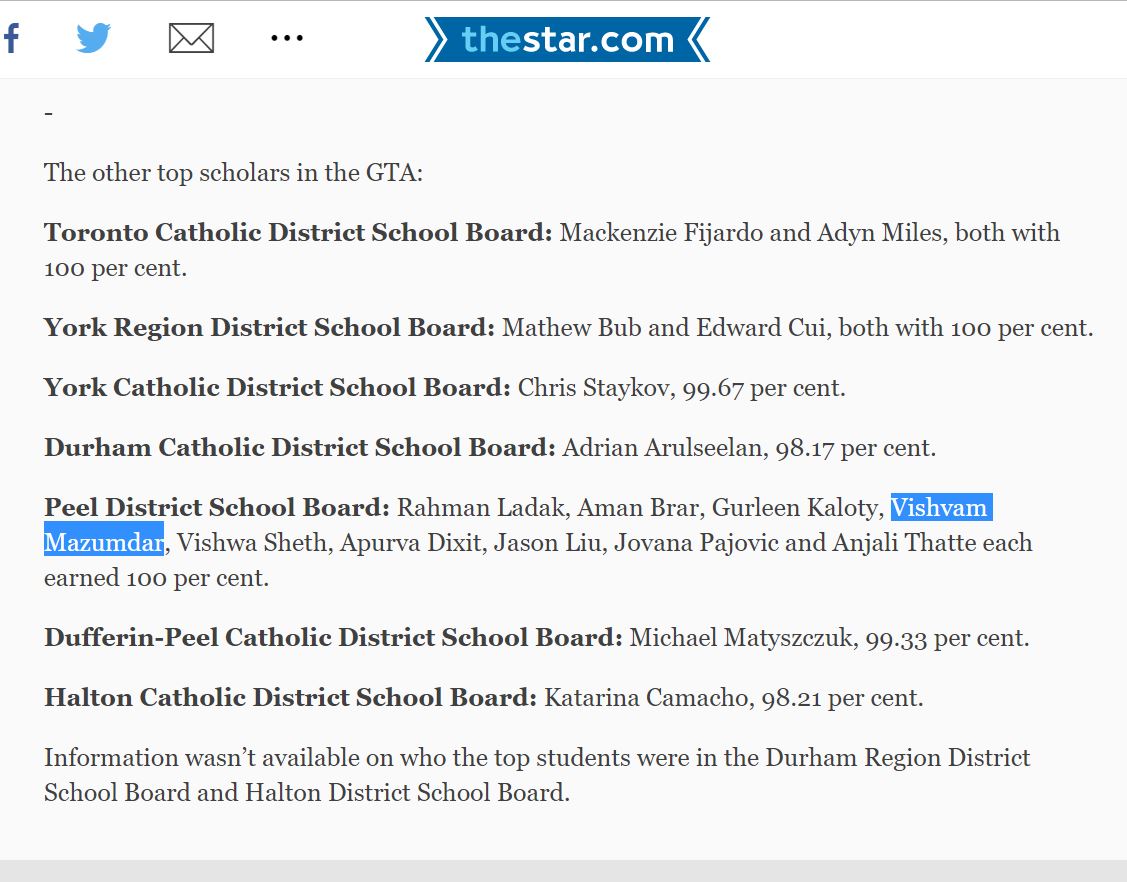 f
thestar.com
-
The other top scholars in the GTA:
Toronto Catholic District School Board: Mackenzie Fijardo and Adyn Miles, both with
100 per cent.
York Region District School Board: Mathew Bub and Edward Cui, both with 100 per cent.
York Catholic District School Board: Chris Staykov, 99.67 per cent.
Durham Catholic District School Board: Adrian Arulseelan, 98.17 per cent.
Peel District School Board: Rahman Ladak, Aman Brar, Gurleen Kaloty, Vishvam
Mazumdar, Vishwa Sheth, Apurva Dixit, Jason Liu, Jovana Pajovic and Anjali Thatte each
earned 100 per cent.
Dufferin-Peel Catholic District School Board: Michael Matyszczuk, 99.33 per cent.
Halton Catholic District School Board: Katarina Camacho, 98.21 per cent.
Information wasn’t available on who the top students were in the Durham Region District
School Board and Halton District School Board.